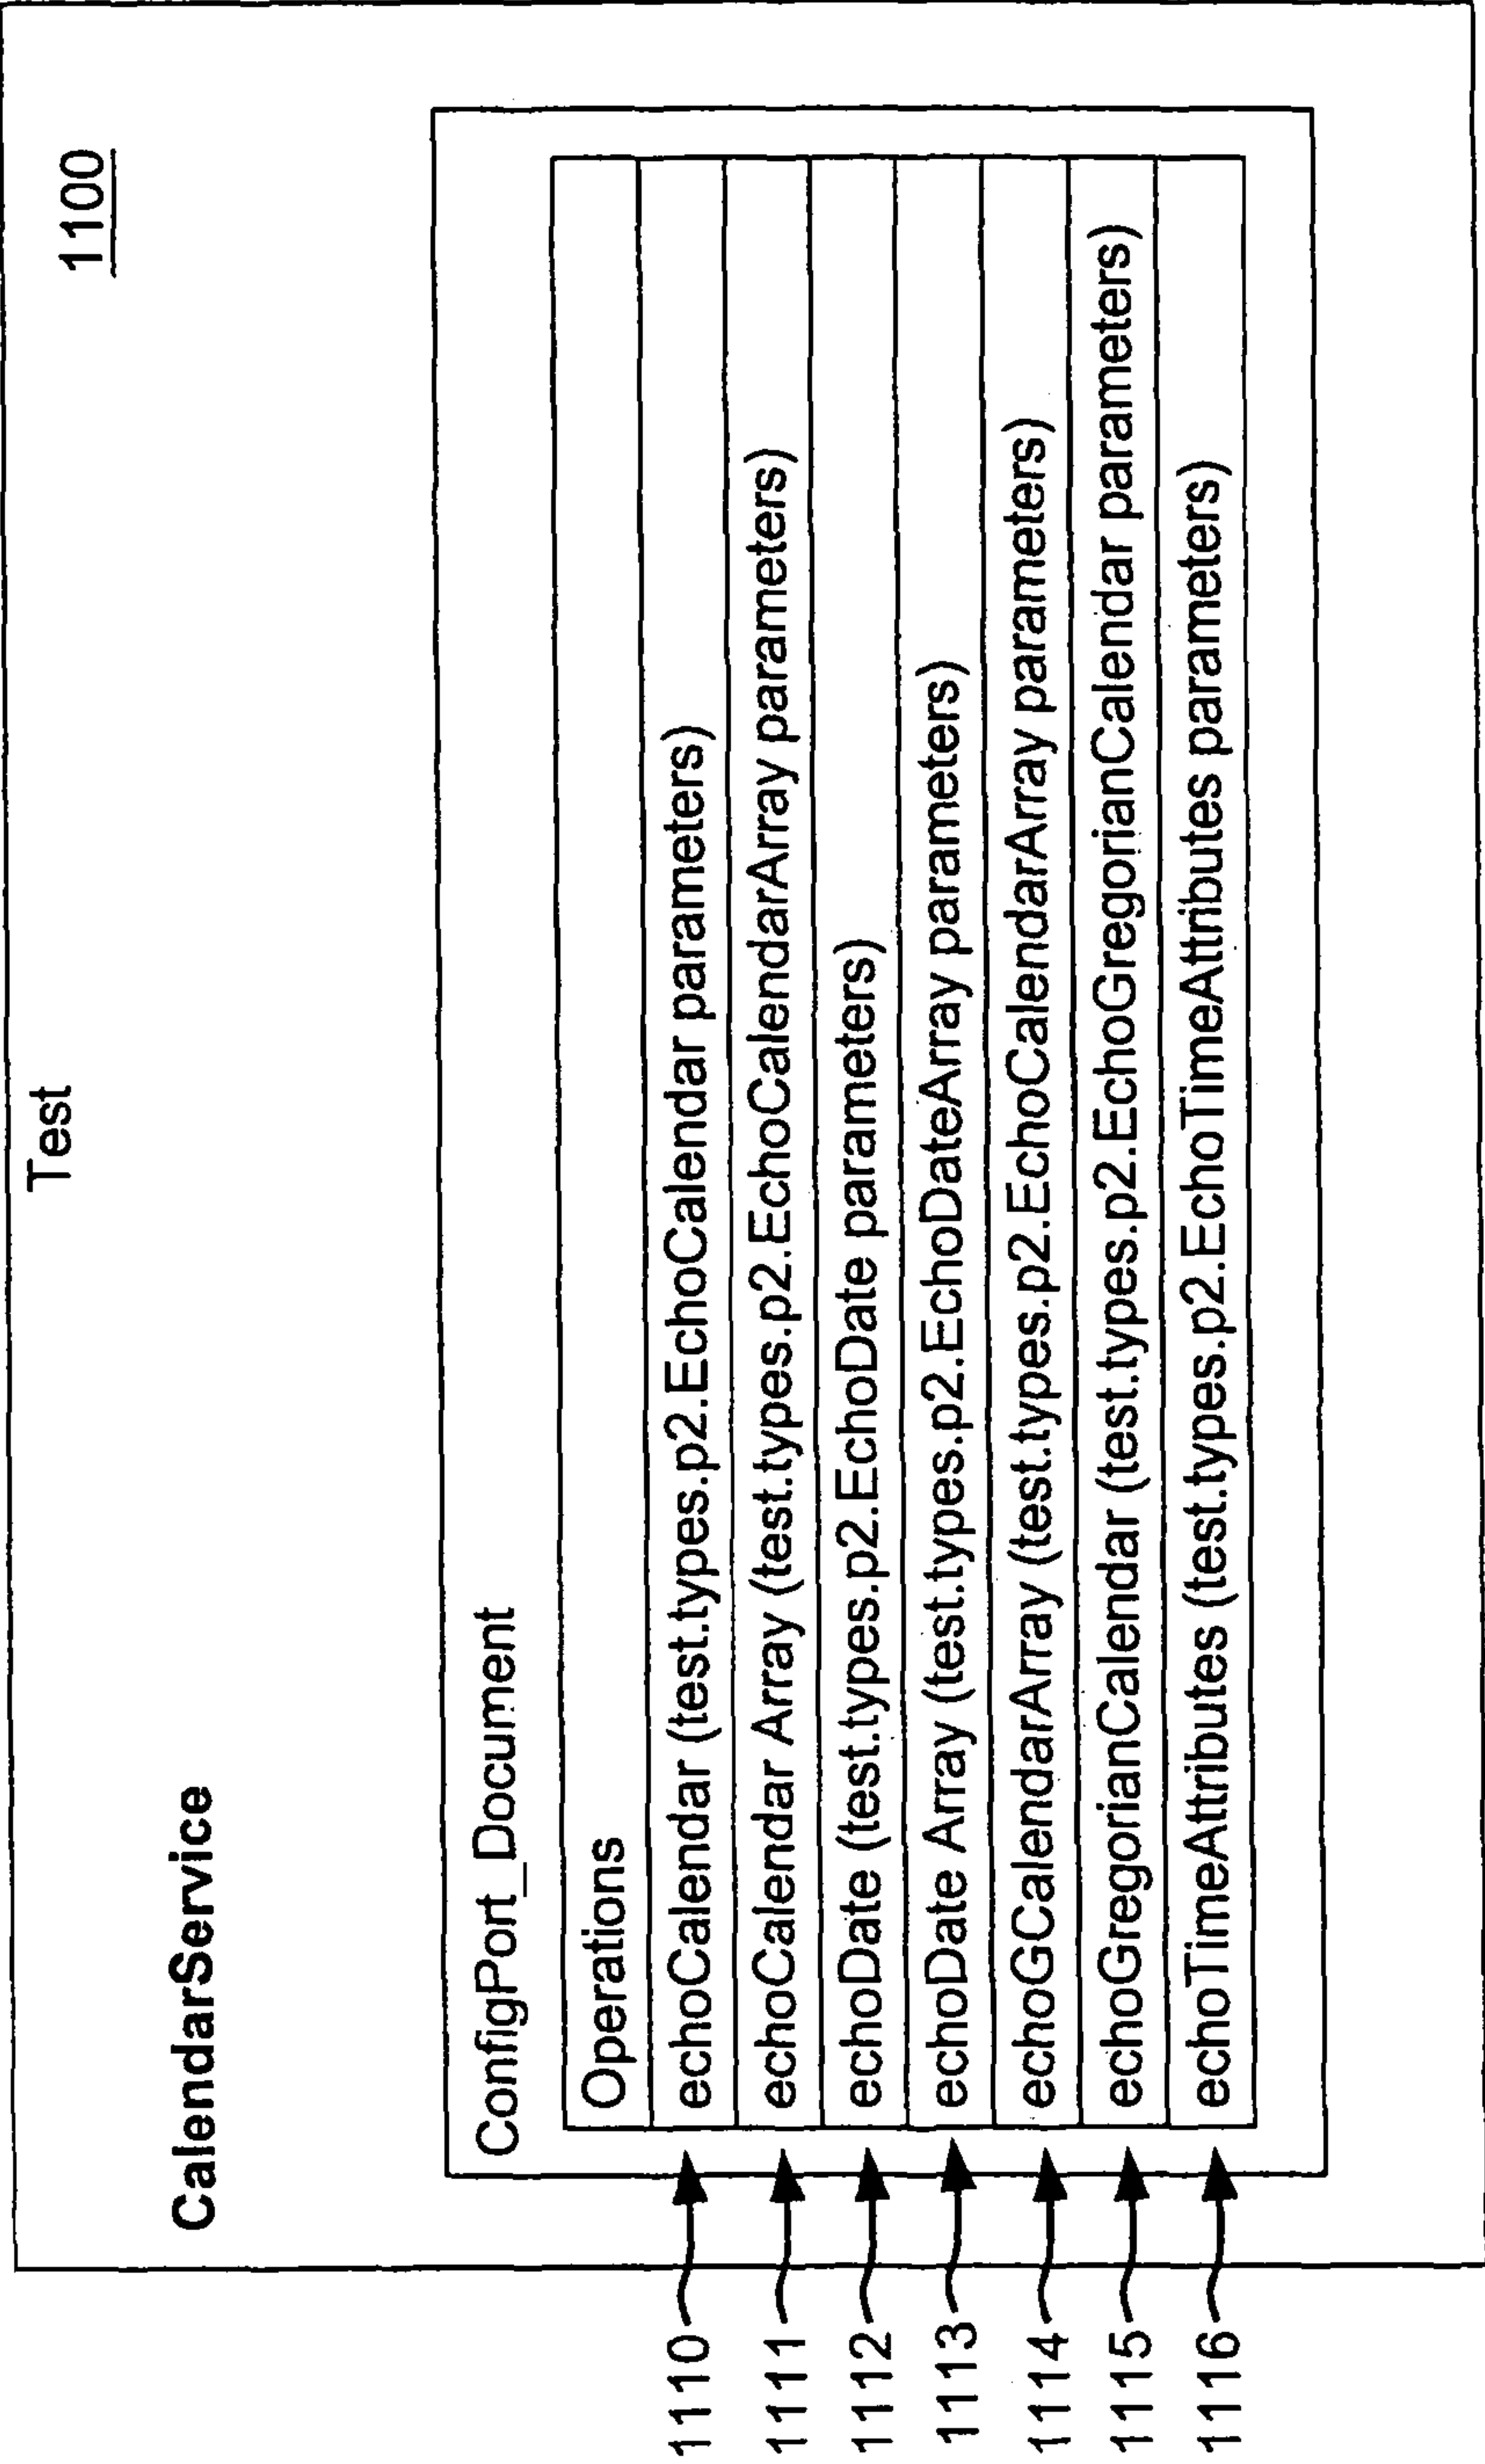 Test
1100
CalendarService
ConfigPort_Document
Operations
1110 echoCalendar (test.types.p2.EchoCalendar parameters)
1111 echoCalendar Array (test.types.p2.EchoCalendarArray parameters)
1112 echoDate (test.types.p2.EchoDate parameters)
1113 echoDate Array (test.types.p2.EchoDateArray parameters)
1114 echoGCalendarArray (test.types.p2.EchoCalendarArray parameters)
1115 echoGregorianCalendar (test.types.p2.EchoGregorianCalendar parameters)
1116 echoTimeAttributes (test.types.p2.EchoTimeAttributes parameters)